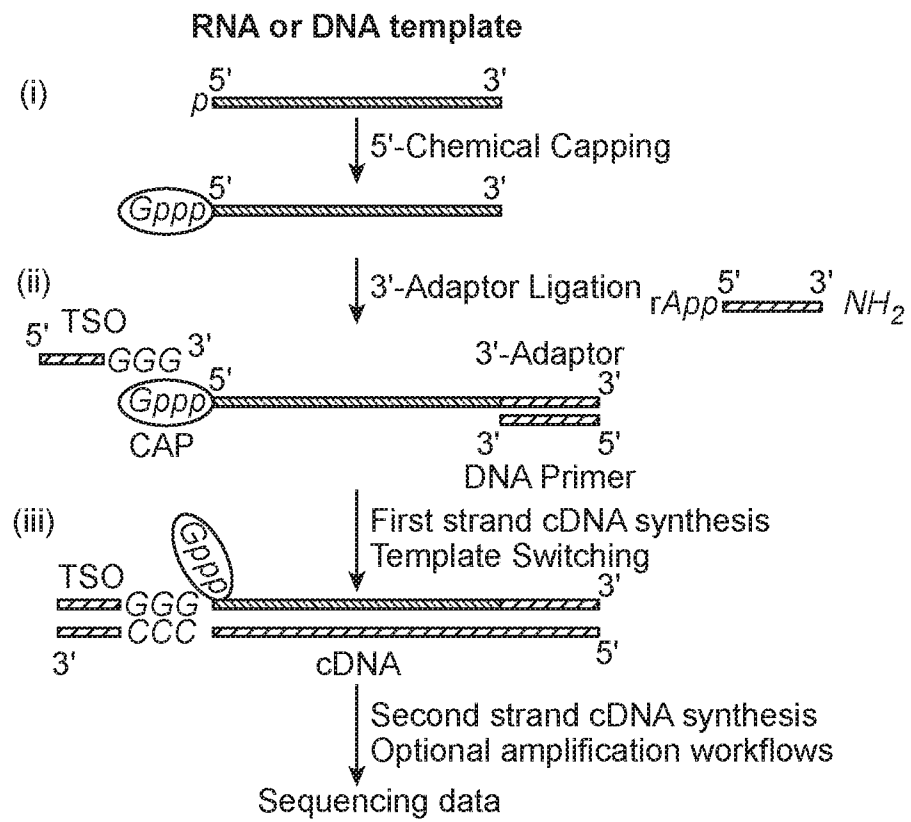 RNA or DNA template
(i)
5' 3'
p
5'-Chemical Capping
5' 3'
Gppp
(ii)
3'-Adaptor Ligation
5' 3'
rApp NH2
TSO
5' GGG 3'
3'-Adaptor
5' 3'
Gppp
CAP
3' 5'
DNA Primer
(iii)
First strand cDNA synthesis
Template Switching
Gppp
TSO
GGG 3'
CCC
3' 5'
cDNA
Second strand cDNA synthesis
Optional amplification workflows
Sequencing data